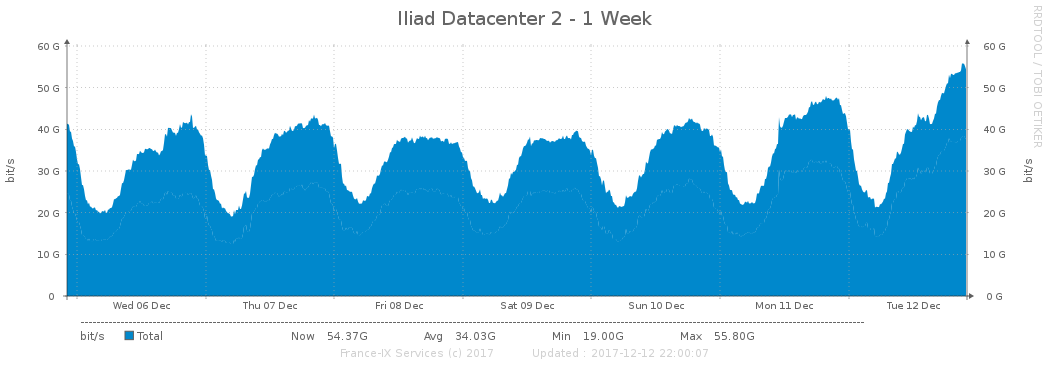 Iliad Datacenter 2 - 1 Week
RRDTOOL / TOBI OETIKER
60 G 60 G
50 G 50 G
40 G 40 G
30 G 30 G
20 G 20 G
10 G 10 G
0 0 G
bit/s bit/s
Wed 06 Dec Thu 07 Dec Fri 08 Dec Sat 09 Dec Sun 10 Dec Mon 11 Dec Tue 12 Dec
bit/s Total Now 54.37G Avg 34.03G Min 19.00G Max 55.80G
France-IX Services (c) 2017 Updated : 2017-12-12 22:00:07